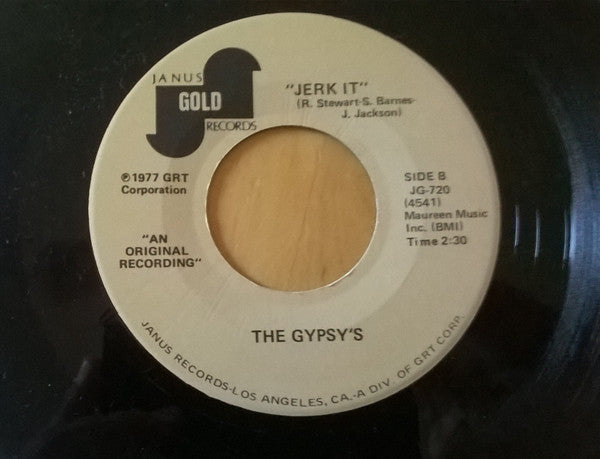 JANUS
GOLD
RECORDS
"JERK IT"
(R. Stewart-S. Barnes-
J. Jackson)
℗1977 GRT
Corporation
"AN
ORIGINAL
RECORDING"
SIDE B
JG-720
(4541)
Maureen Music
Inc. (BMI)
Time 2:30
THE GYPSY'S
JANUS RECORDS-LOS ANGELES, CA.-A DIV. OF GRT CORP.